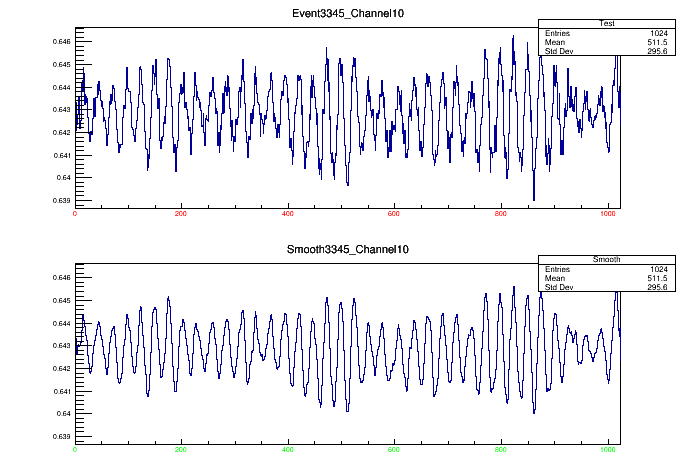 Event3345_Channel10
Test
Entries 1024
Mean 511.5
Std Dev 295.6
0.646
0.645
0.644
0.643
0.642
0.641
0.64
0.639
0 200 400 600 800 1000
Smooth3345_Channel10
Smooth
Entries 1024
Mean 511.5
Std Dev 295.6
0.646
0.645
0.644
0.643
0.642
0.641
0.64
0.639
0 200 400 600 800 1000